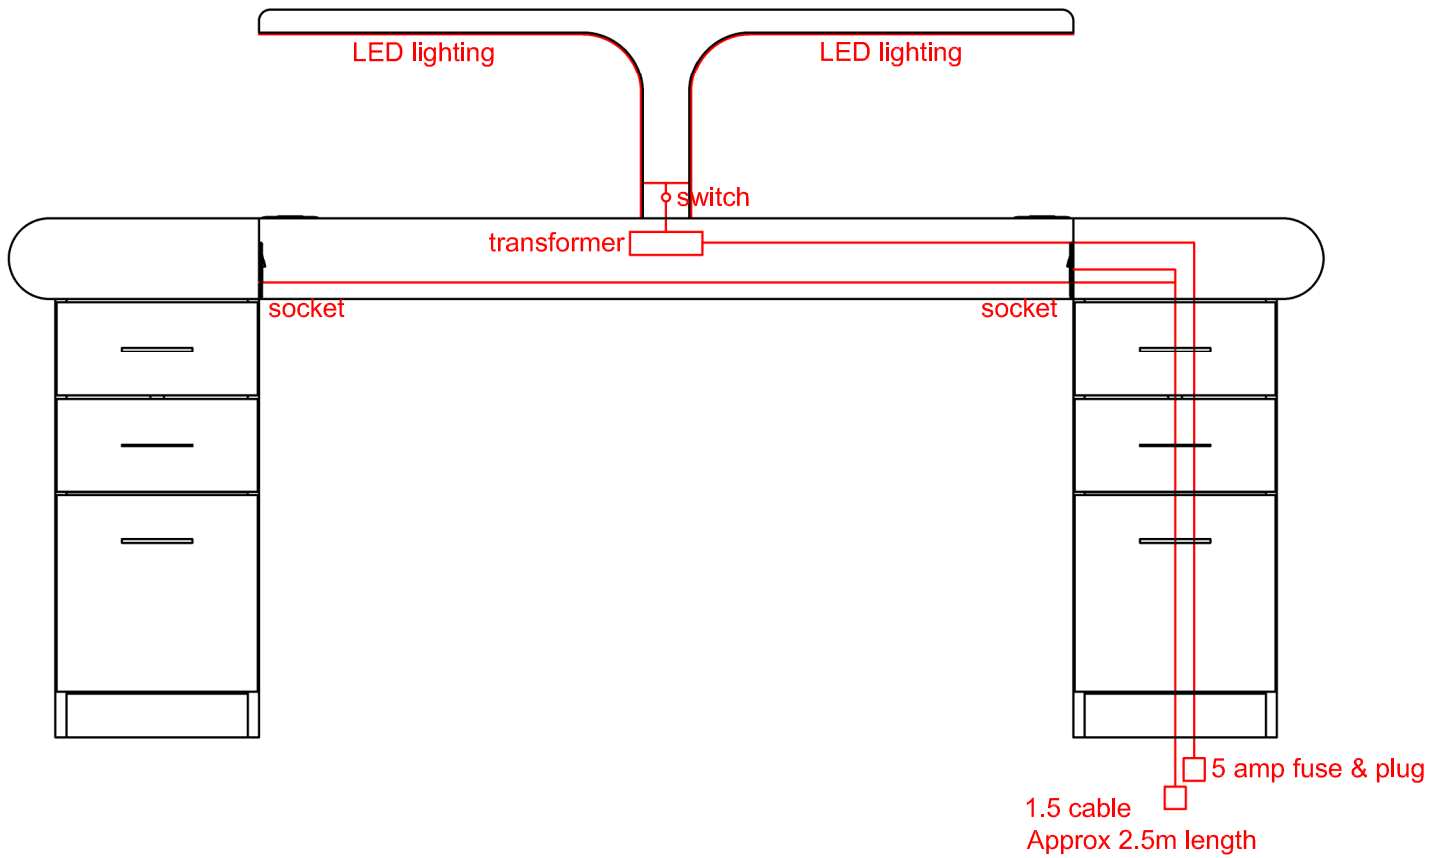 LED lighting
LED lighting
switch
transformer
socket
socket
5 amp fuse & plug
1.5 cable
Approx 2.5m length